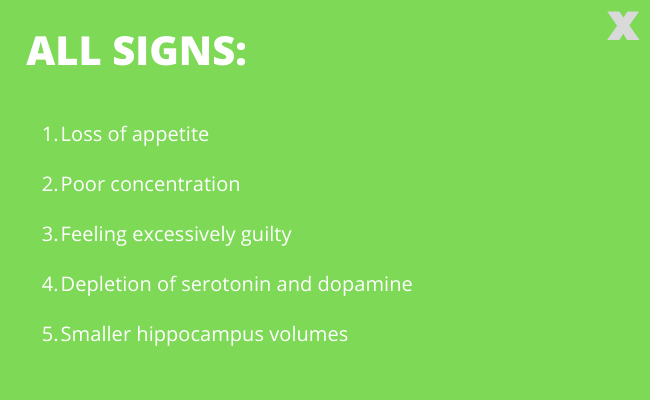 X
ALL SIGNS:
1. Loss of appetite
2. Poor concentration
3. Feeling excessively guilty
4. Depletion of serotonin and dopamine
5. Smaller hippocampus volumes